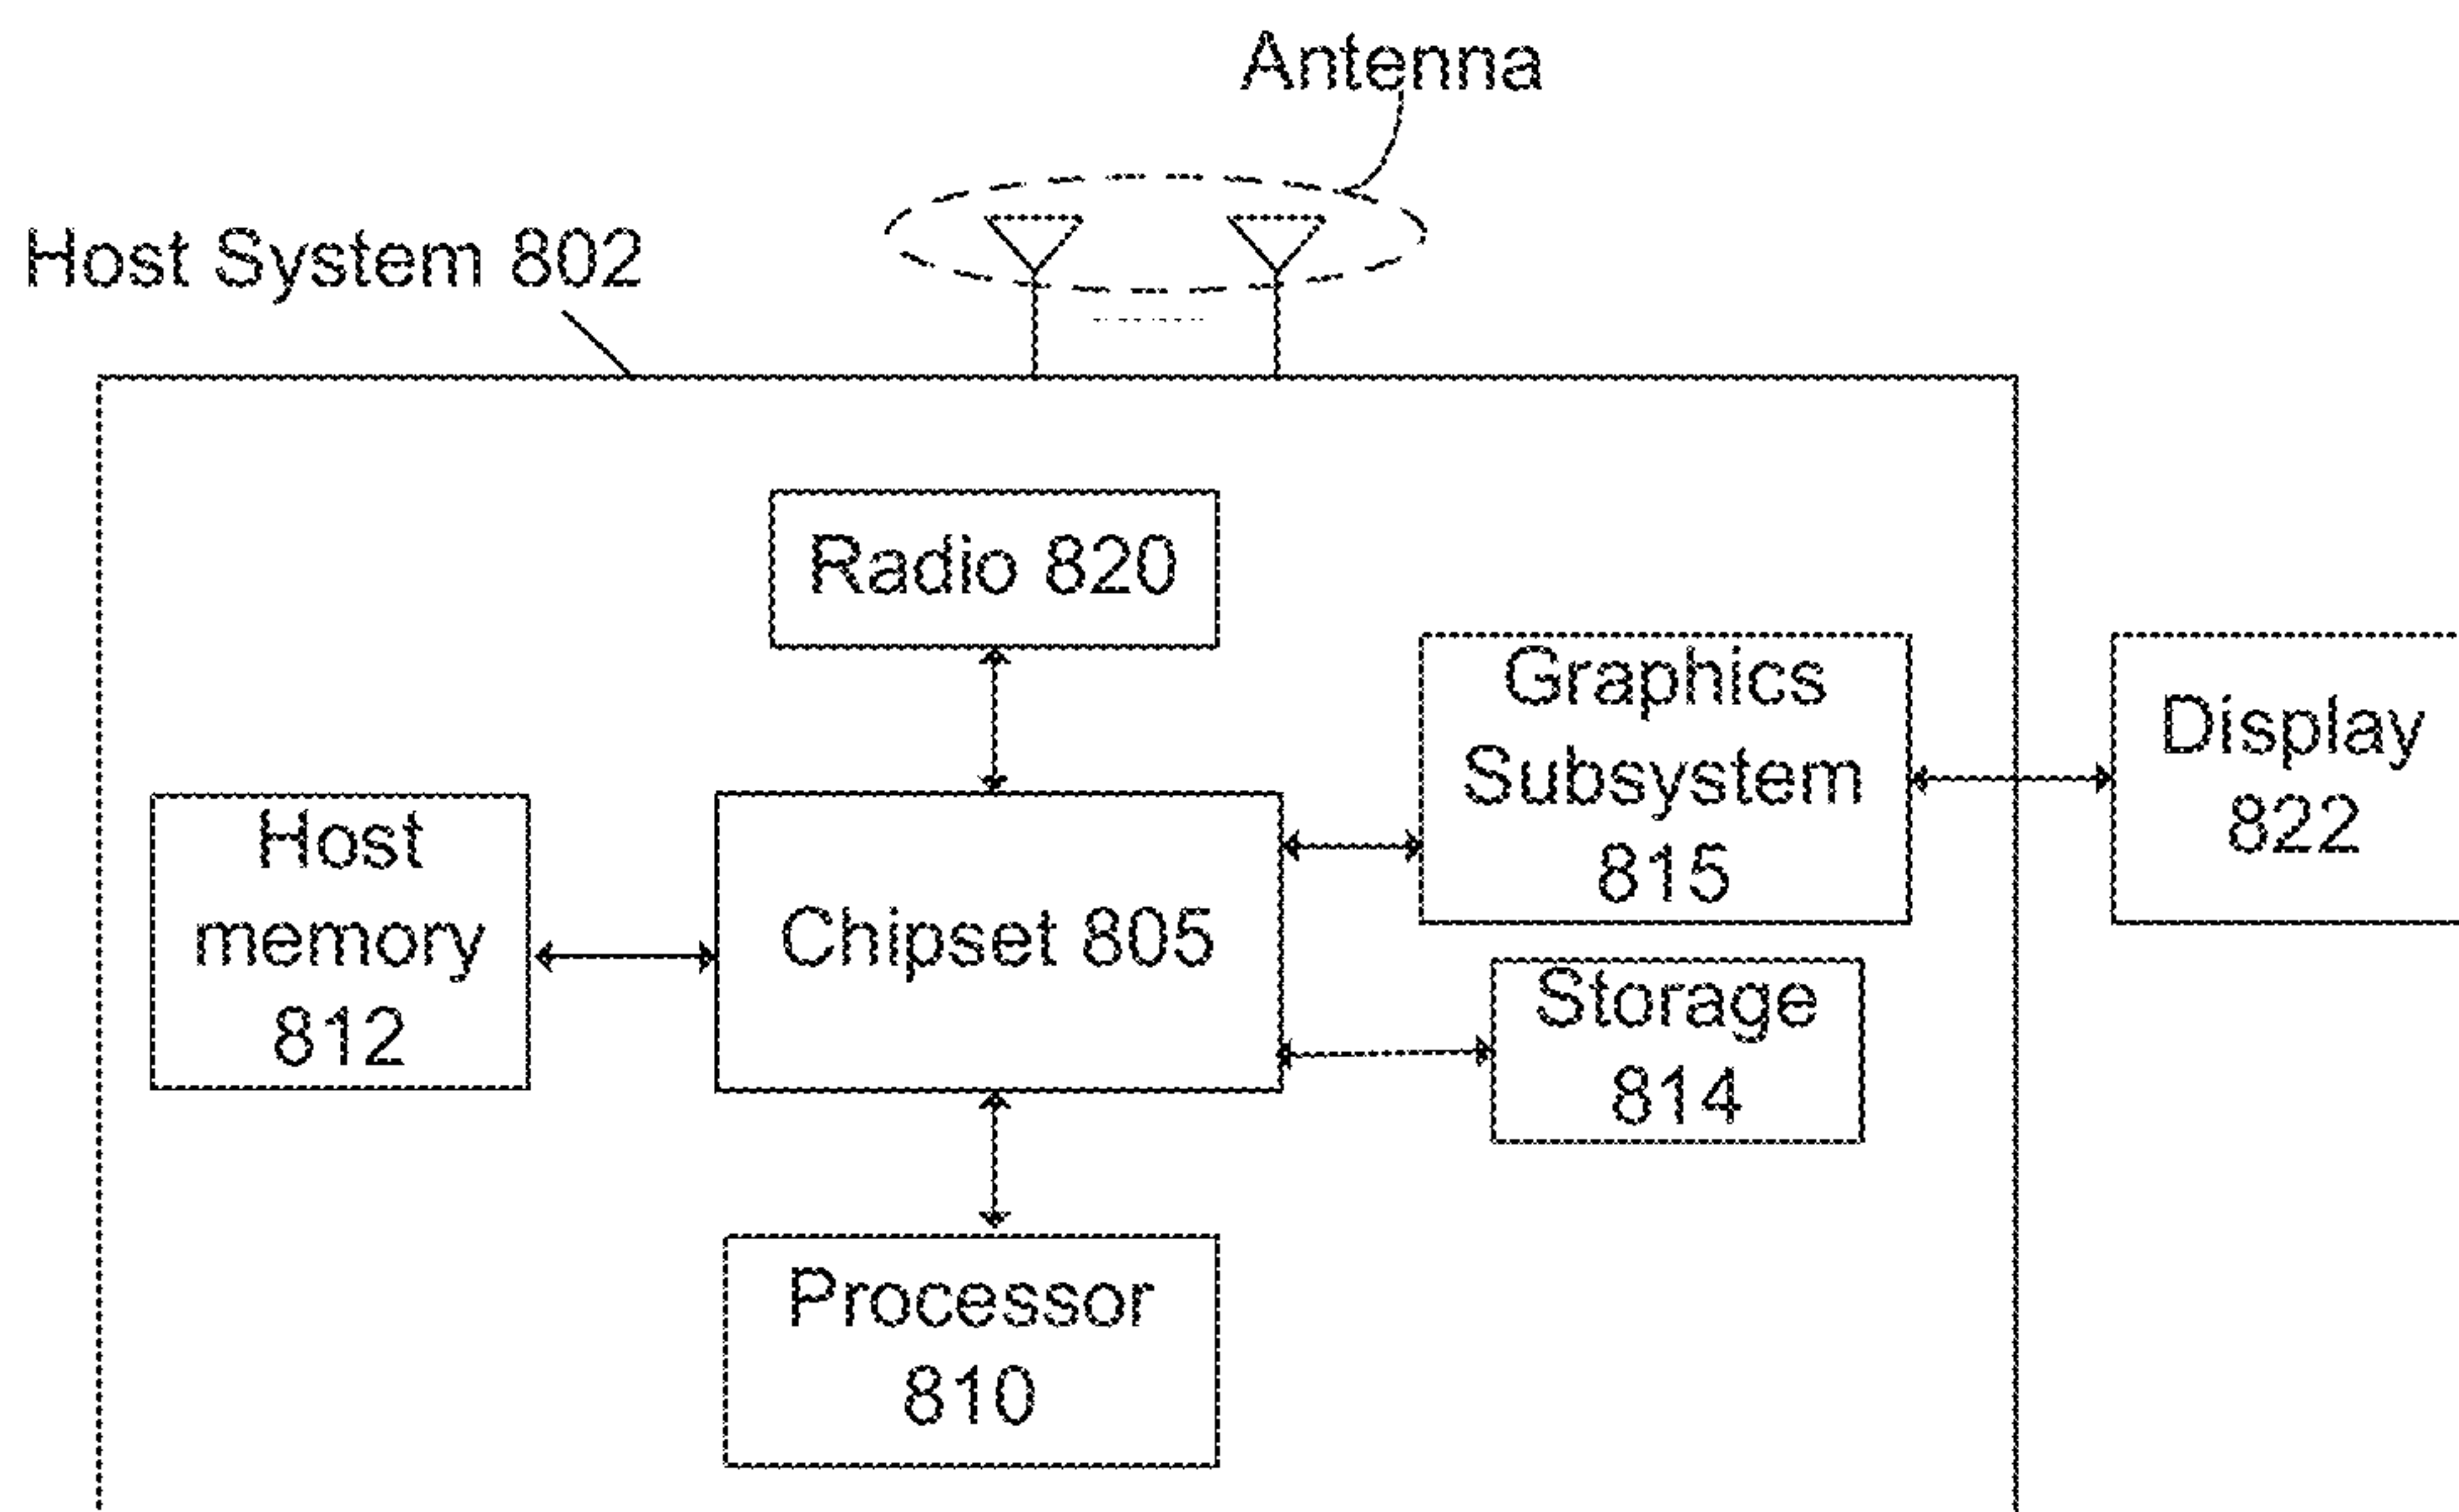 Antenna
Host System 802
Radio 820
Graphics
Subsystem
815
Display
822
Host
memory
812
Chipset 805
Storage
814
Processor
810